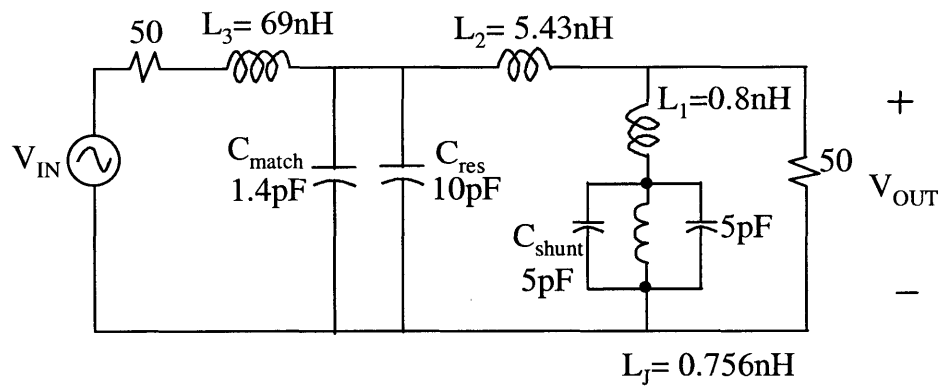 50
L3= 69nH
L2= 5.43nH
L1=0.8nH
+
VIN
Cmatch
1.4pF
Cres
10pF
50
VOUT
Cshunt
5pF
5pF
−
LJ = 0.756nH